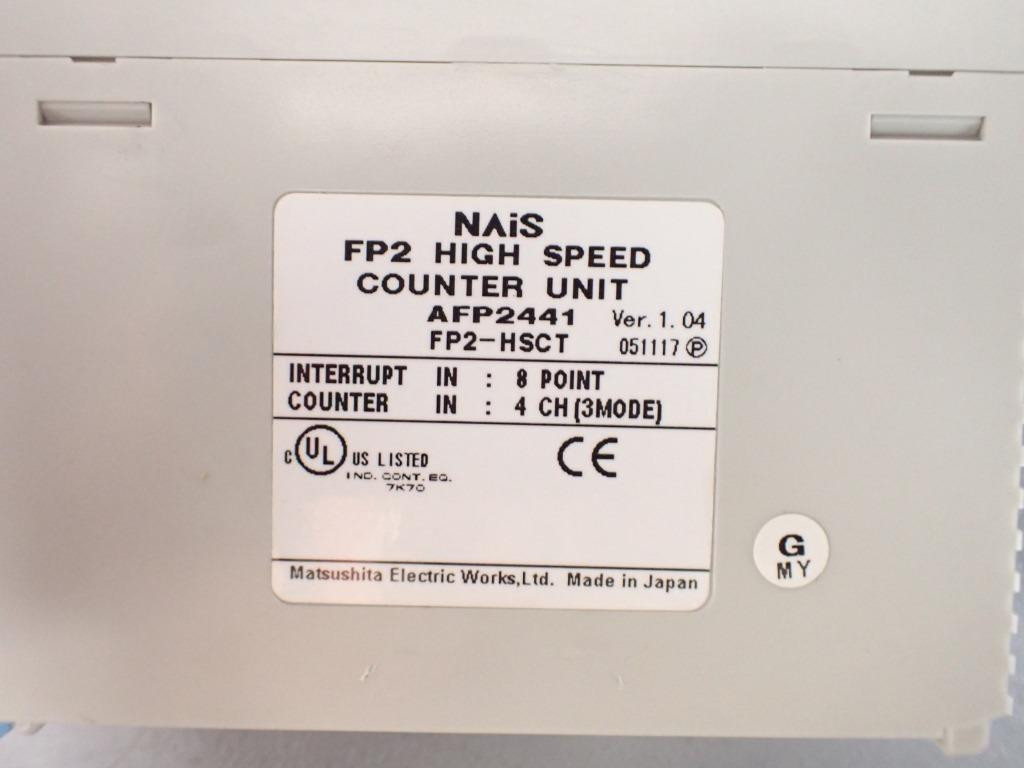 NAiS
FP2 HIGH SPEED
COUNTER UNIT
AFP2441 Ver. 1. 04
FP2-HSCT 051117 Ⓟ
INTERRUPT IN : 8 POINT
COUNTER IN : 4 CH (3MODE)
C UL US LISTED
IND. CONT. EQ.
7K70
CE
Matsushita Electric Works,Ltd. Made in Japan
G
MY